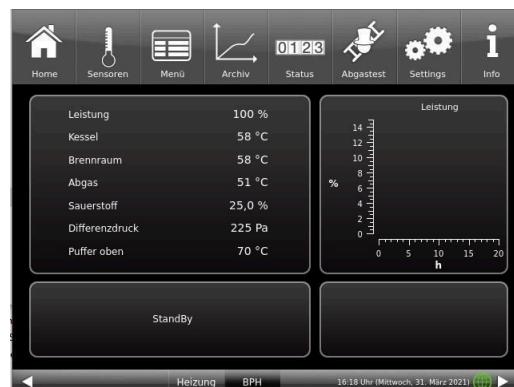 0123
Home Sensoren Menü Archiv Status Abgastest Settings Info
Leistung 100 %
Kessel 58 °C
Brennraum 58 °C
Abgas 51 °C
Sauerstoff 25,0 %
Differenzdruck 225 Pa
Puffer oben 70 °C
Leistung
14
12
10
8
% 6
4
2
0
0 5 10 15 20
h
StandBy
Heizung BPH 16:18 Uhr (Mittwoch, 31. März 2021)